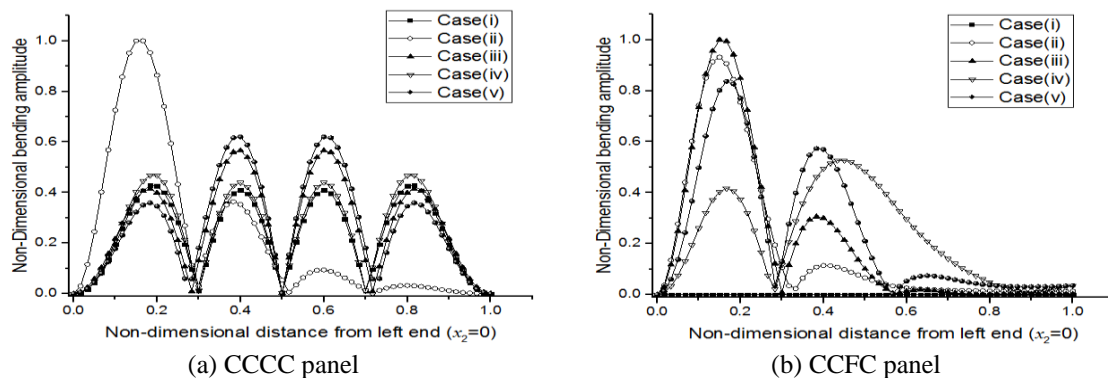 Non-Dimensional bending amplitude
1.0
0.8
0.6
0.4
0.2
0.0
0.0 0.2 0.4 0.6 0.8 1.0
Non-dimensional distance from left end (x₂=0)
Case(i)
Case(ii)
Case(iii)
Case(iv)
Case(v)
(a) CCCC panel
Non-Dimensional bending amplitude
1.0
0.8
0.6
0.4
0.2
0.0
0.0 0.2 0.4 0.6 0.8 1.0
Non-dimensional distance from left end (x₂=0)
Case(i)
Case(ii)
Case(iii)
Case(iv)
Case(v)
(b) CCFC panel